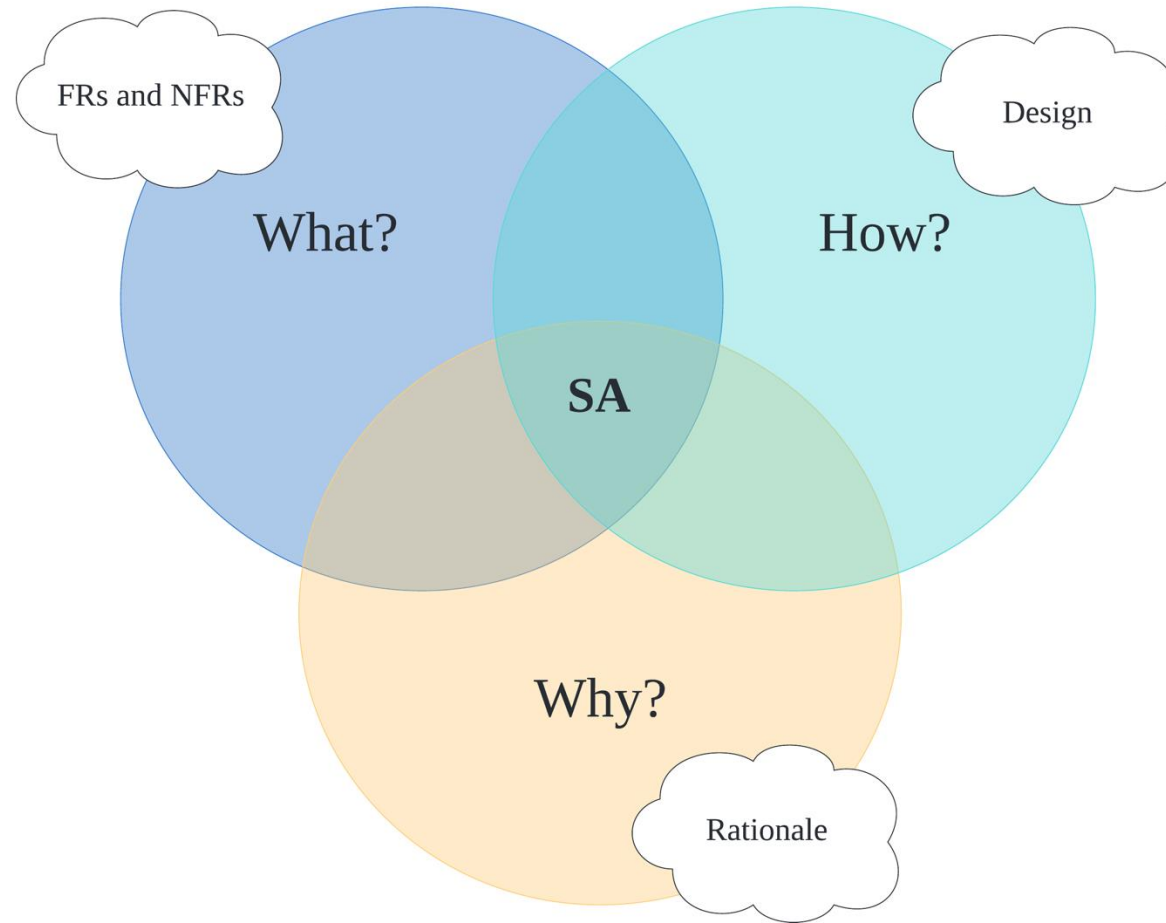 FRs and NFRs
Design
What?
How?
SA
Why?
Rationale